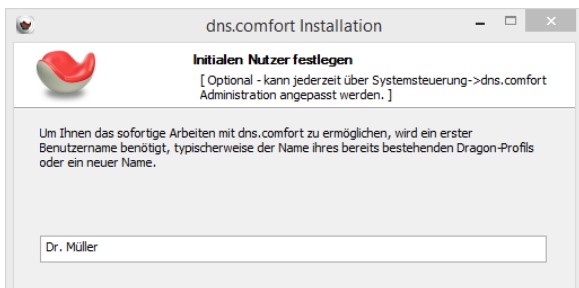 dns.comfort Installation
Initialen Nutzer festlegen
[ Optional - kann jederzeit über Systemsteuerung->dns.comfort
Administration angepasst werden. ]
Um Ihnen das sofortige Arbeiten mit dns.comfort zu ermöglichen, wird ein erster
Benutzername benötigt, typischerweise der Name ihres bereits bestehenden Dragon-Profils
oder ein neuer Name.
Dr. Müller